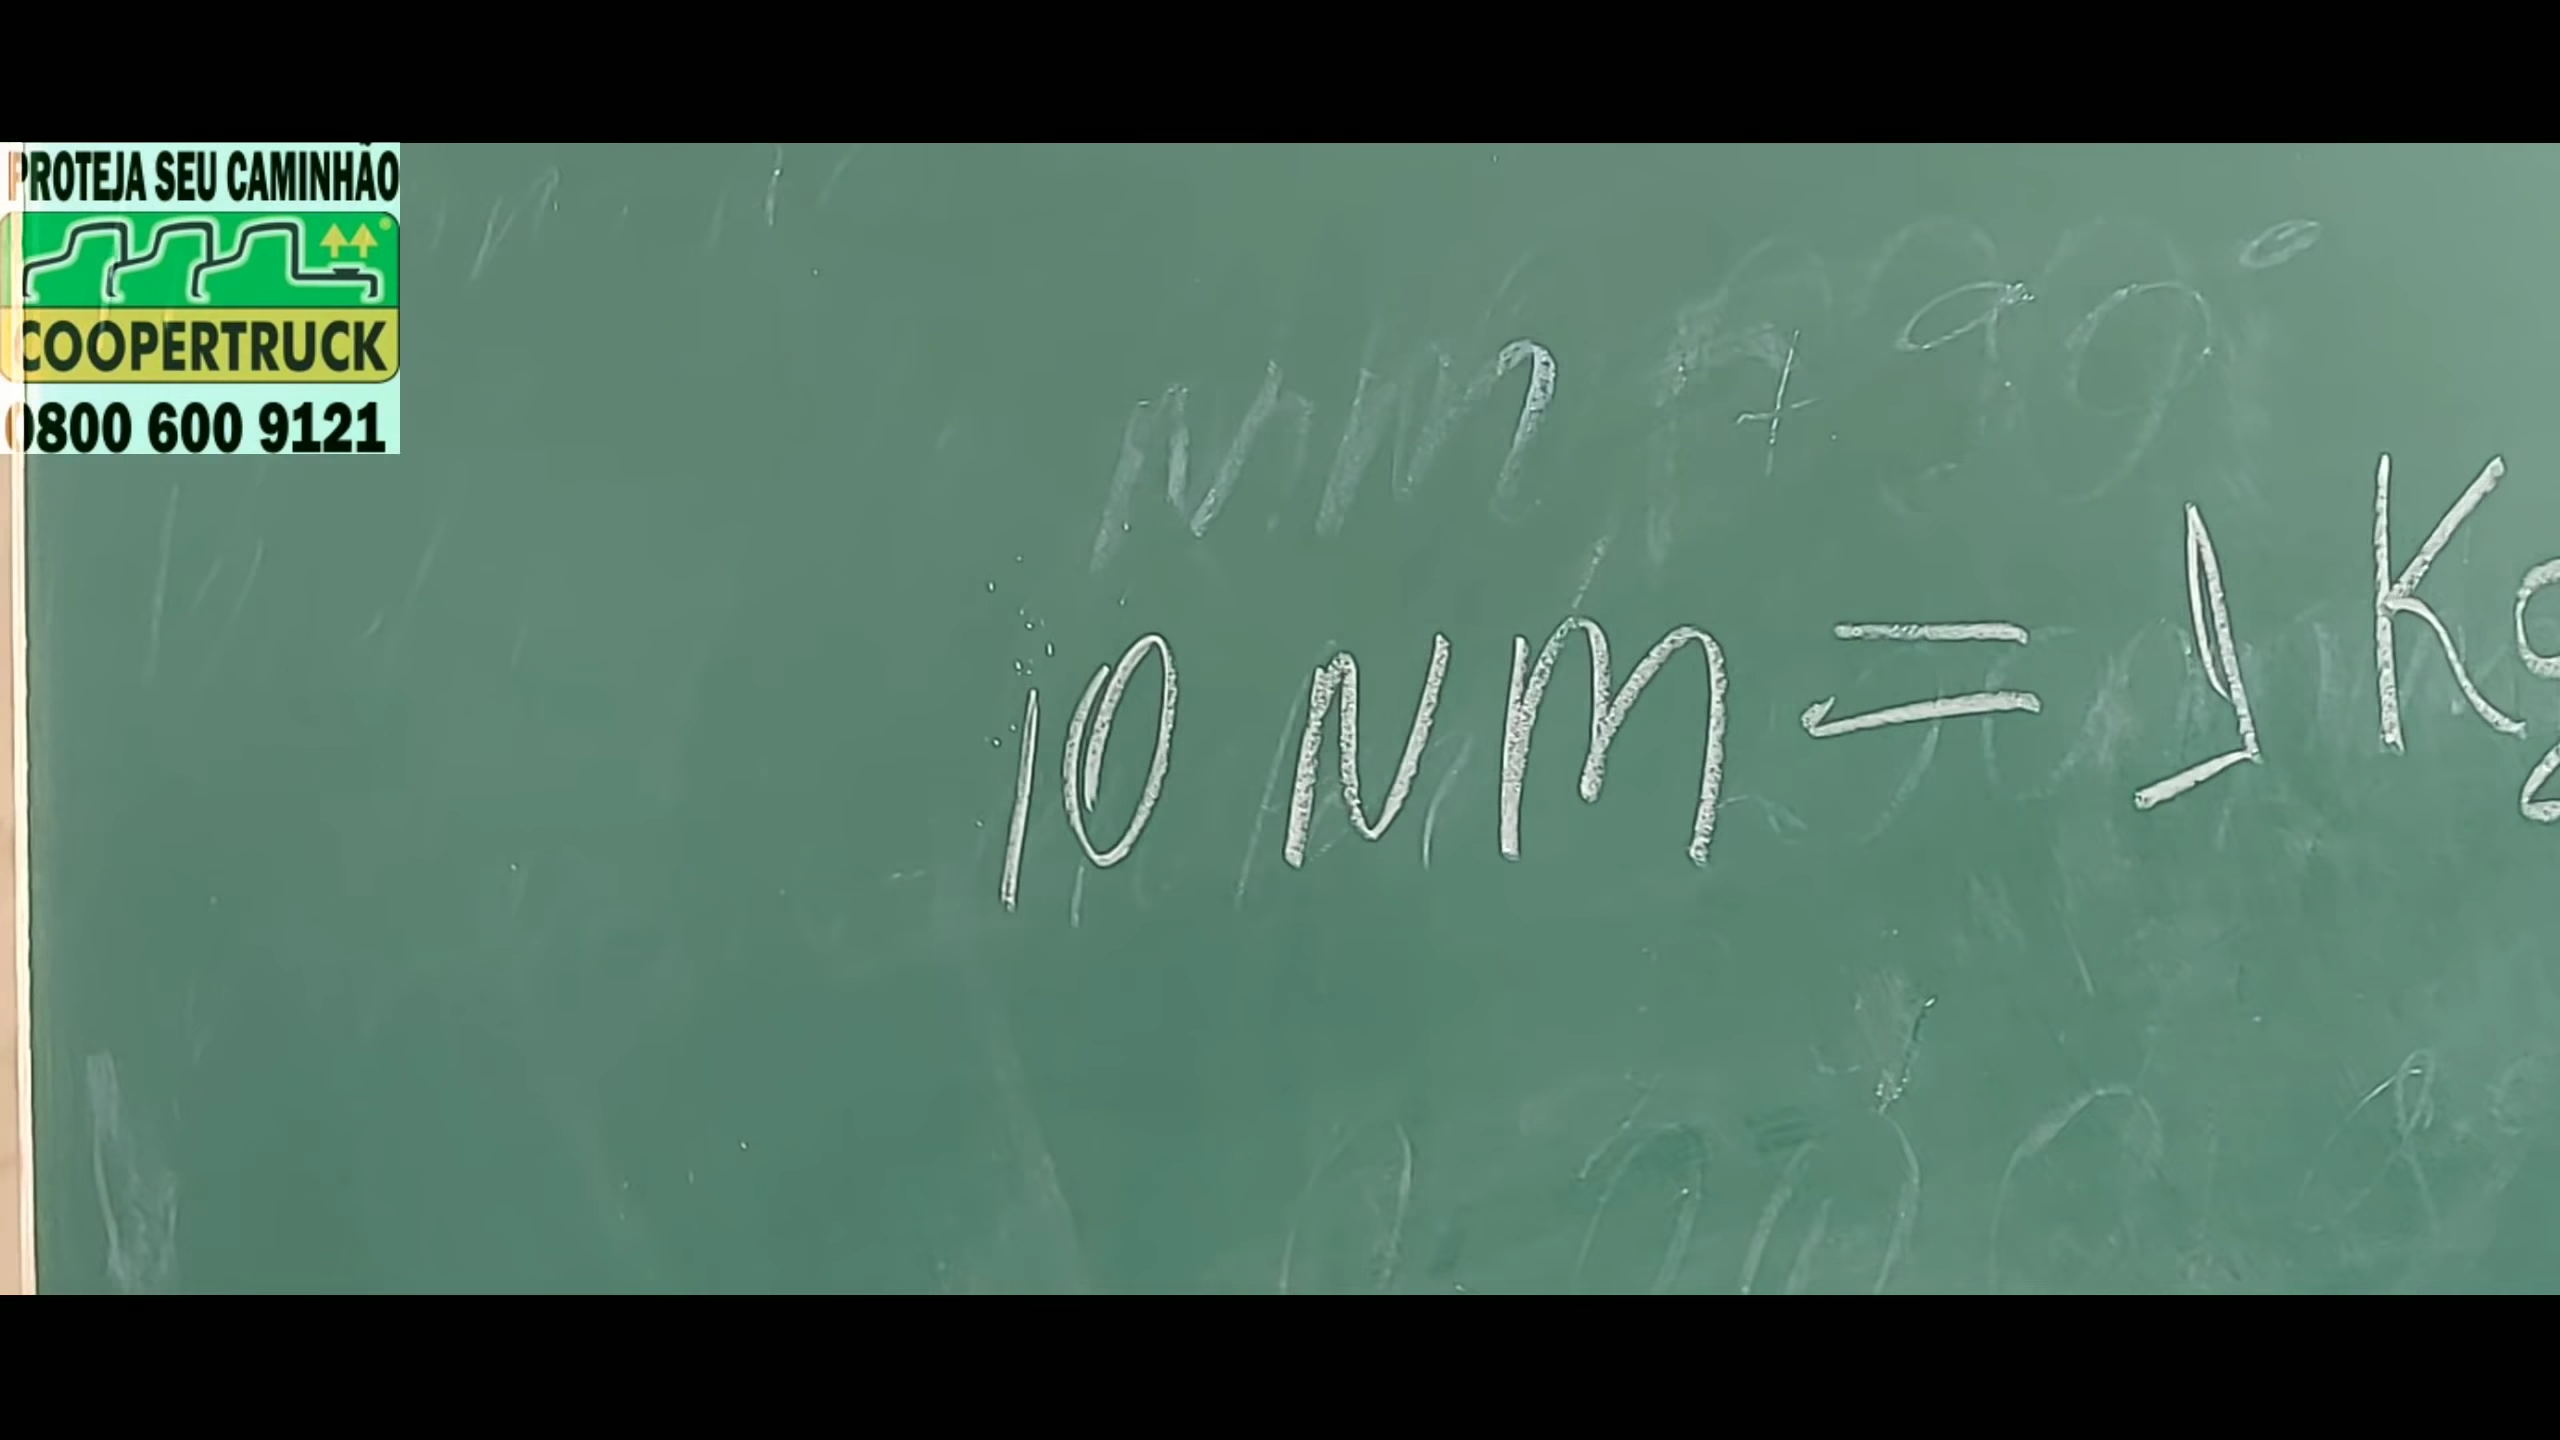 PROTEJA SEU CAMINHÃO
COOPERTRUCK
0800 600 9121
Nm + 90°
10 Nm = 1 Kg